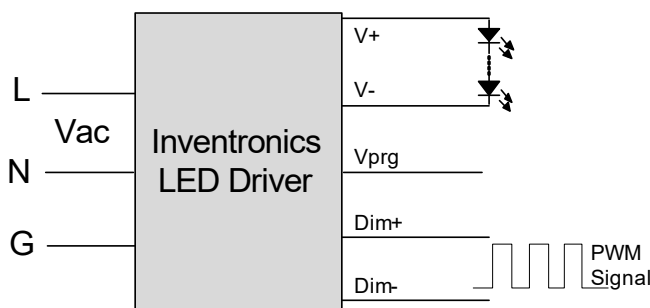 L
Vac
N
G
Inventronics
LED Driver
V+
V-
Vprg
Dim+
Dim-
PWM
Signal